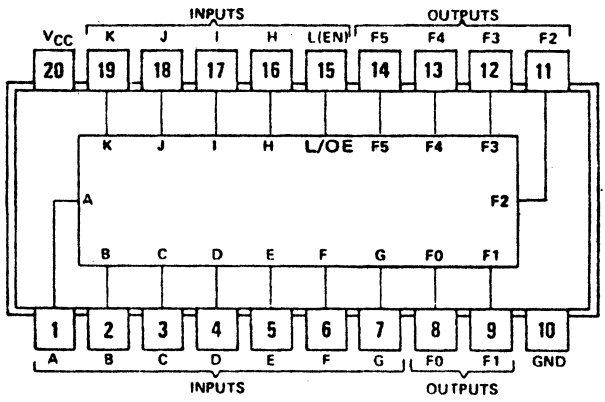 INPUTS OUTPUTS
VCC K J I H L(EN) F5 F4 F3 F2
20 19 18 17 16 15 14 13 12 11
K J I H L/OE F5 F4 F3
A F2
B C D E F G F0 F1
1 2 3 4 5 6 7 8 9 10
A B C D E F G F0 F1 GND
INPUTS OUTPUTS